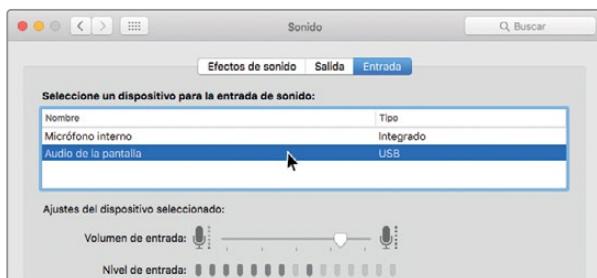 Sonido
Buscar
Efectos de sonido Salida Entrada
Seleccione un dispositivo para la entrada de sonido:
Nombre Tipo
Micrófono interno Integrado
Audio de la pantalla USB
Ajustes del dispositivo seleccionado:
Volumen de entrada:
Nivel de entrada: